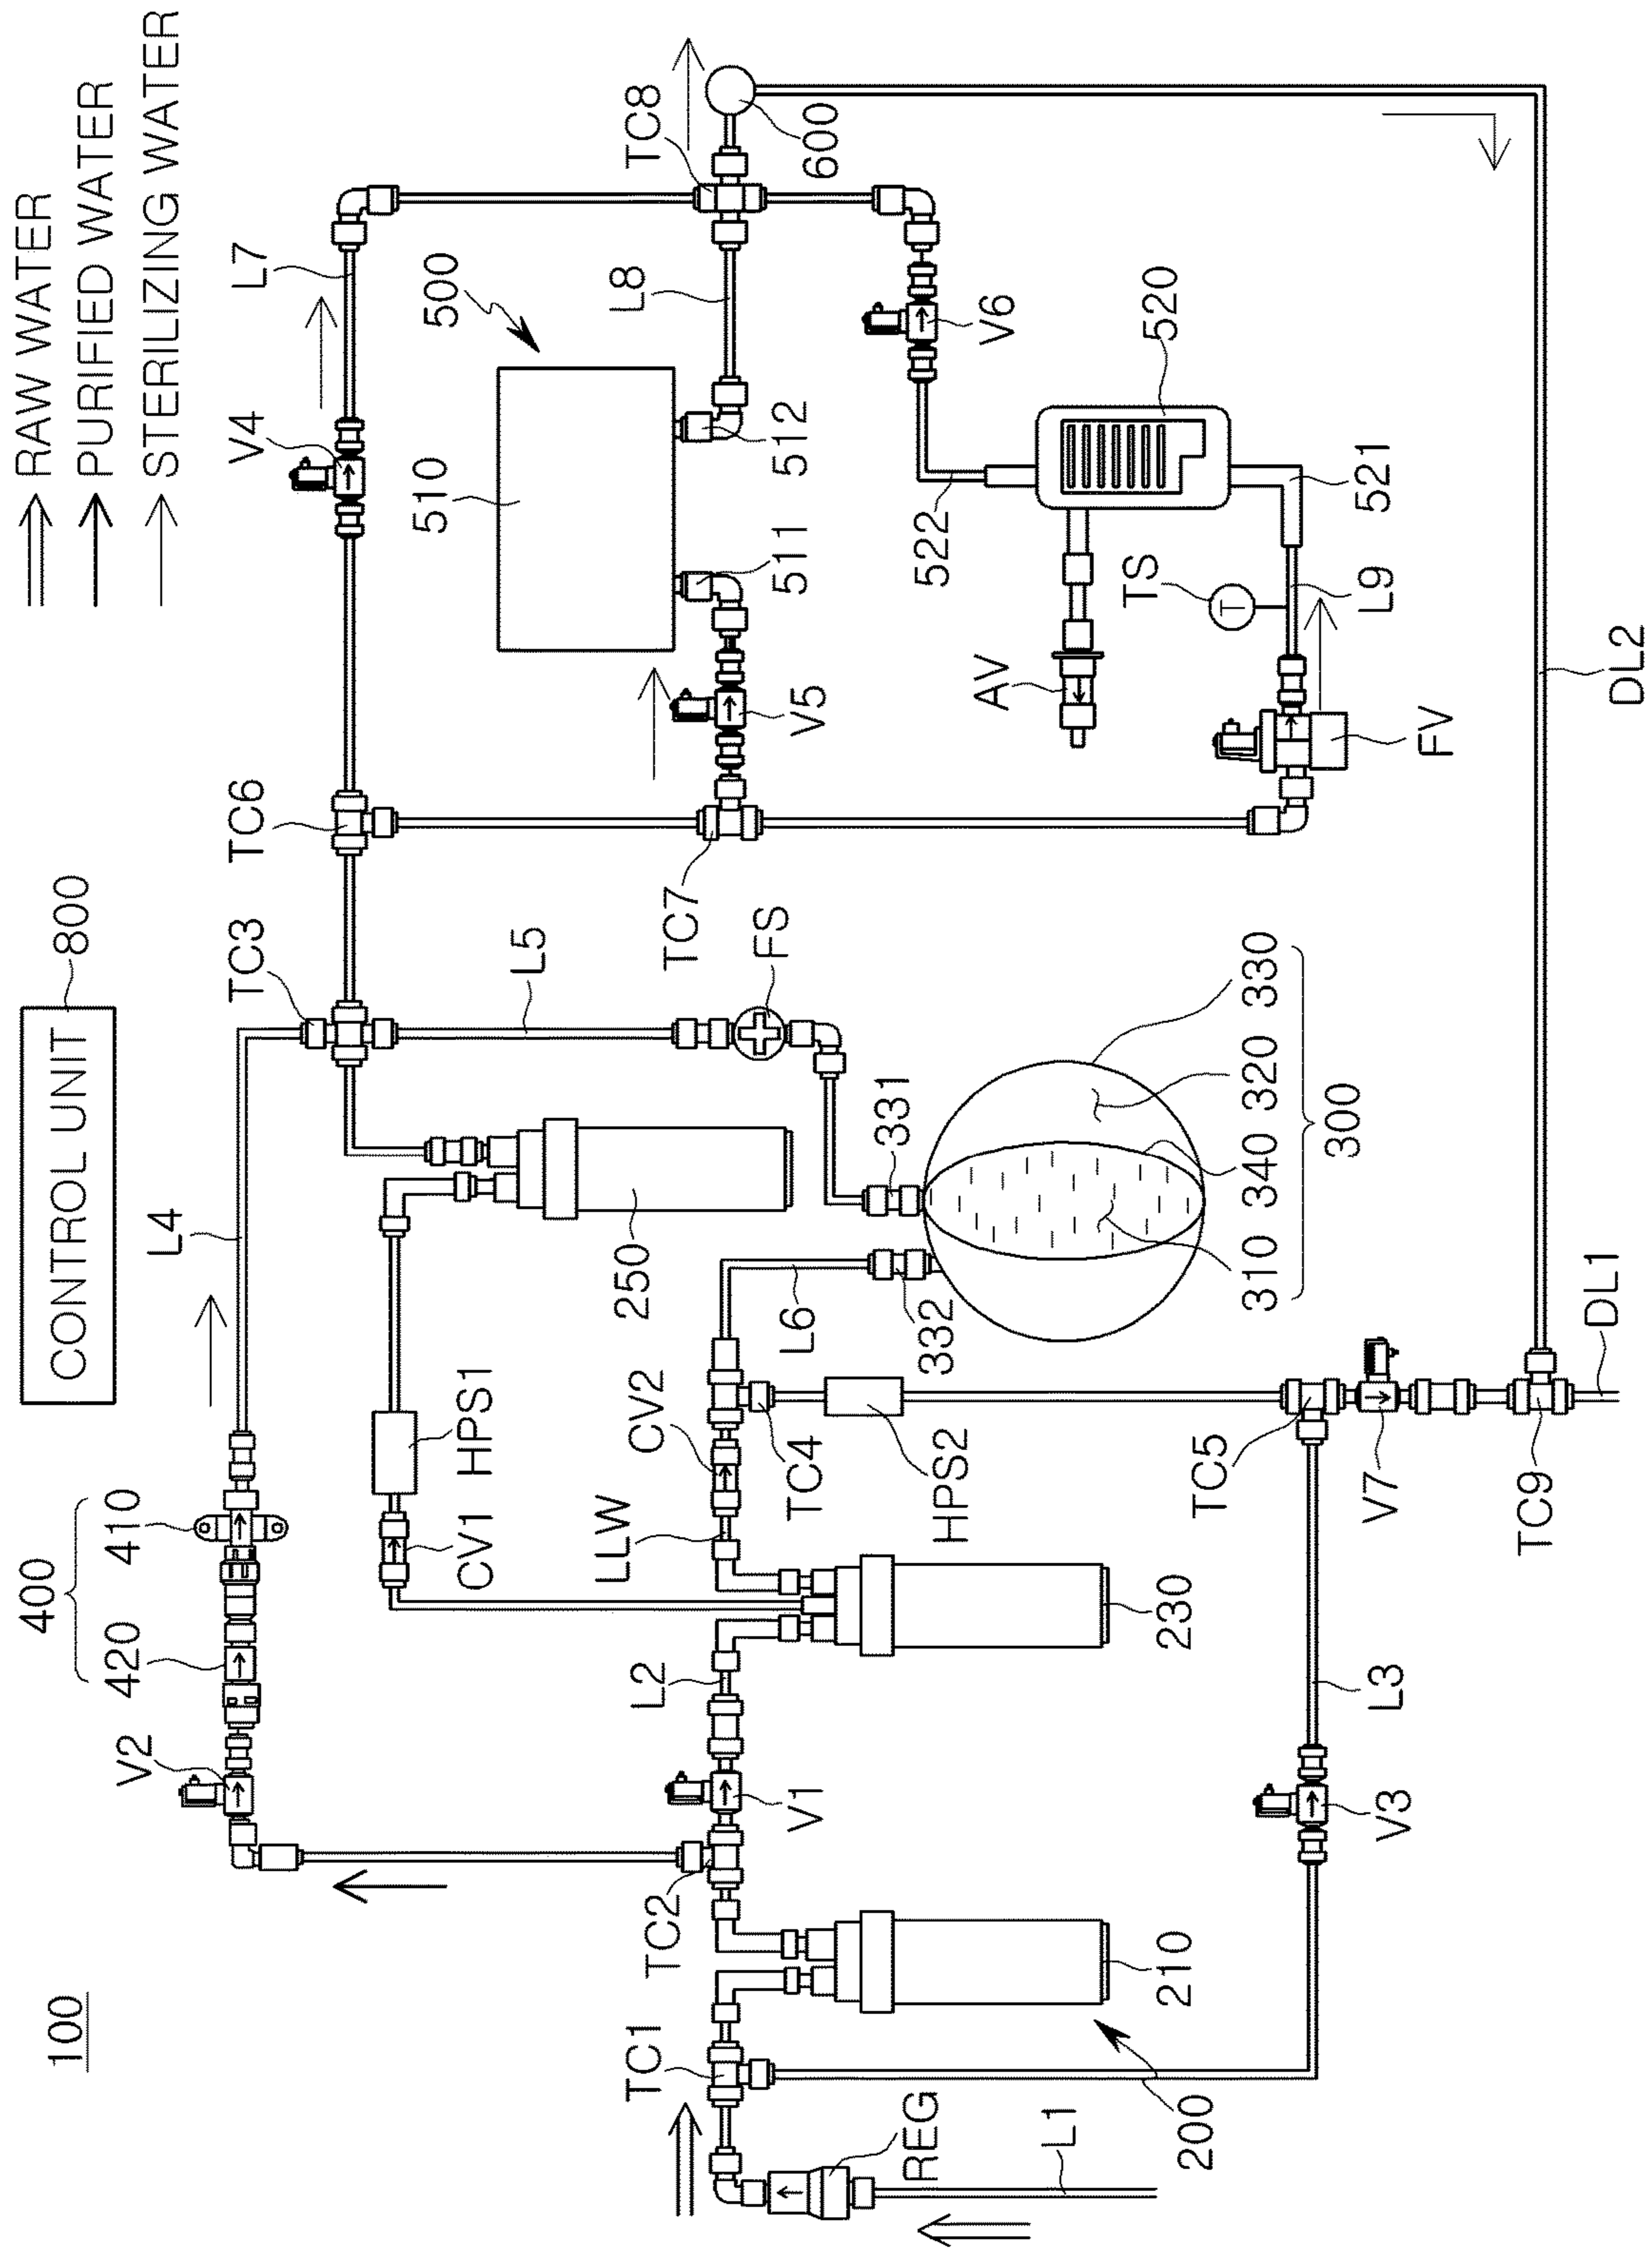 100
CONTROL UNIT
800
RAW WATER
PURIFIED WATER
STERILIZING WATER
400
V2
420
410
L4
TC3
TC6
V4
L7
500
510
CV1
HPS1
TC1
TC2
L2
LLW
CV2
250
L5
TC7
L8
TC8
V1
TC4
L6
FS
V5
511
512
600
REG
HPS2
332
331
AV
522
V6
L1
200
210
230
TC5
TS
520
310
340
320
330
300
T
L3
V3
V7
TC9
DL1
FV
L9
521
DL2